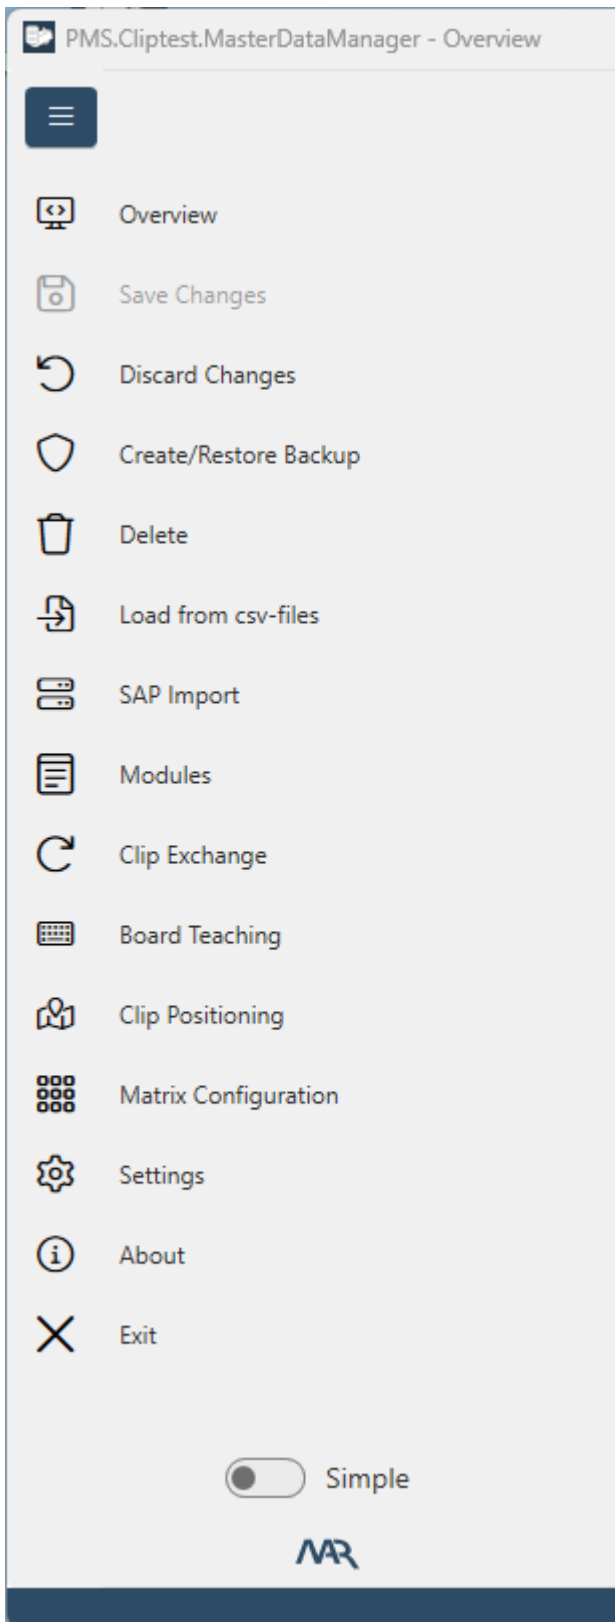 PMS.Cliptest.MasterDataManager - Overview
Overview
Save Changes
Discard Changes
Create/Restore Backup
Delete
Load from csv-files
SAP Import
Modules
Clip Exchange
Board Teaching
Clip Positioning
Matrix Configuration
Settings
About
Exit
Simple
MAR